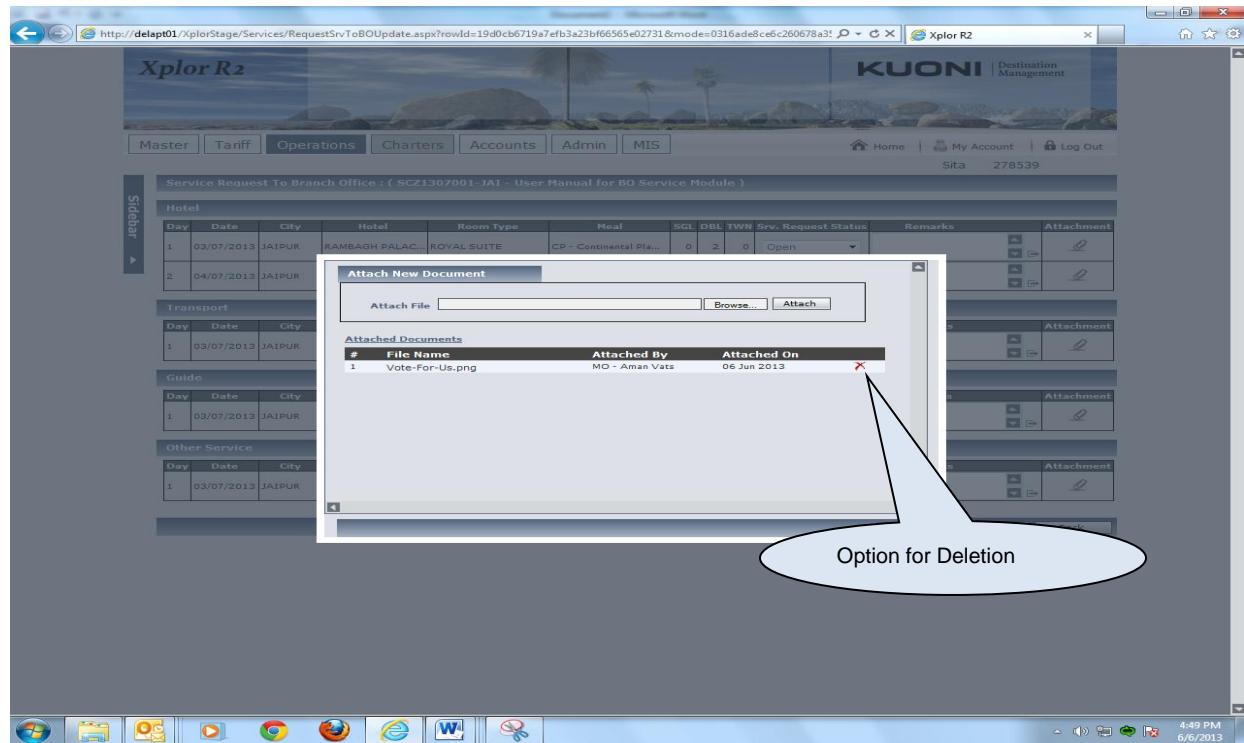 http://delapt01/XplorStage/Services/RequestSrvToBOUpdate.aspx?rowId=19d0cb6719a7efb3a23bf66565e02731&mode=0316ade8ce6c260678a35
Xplor R2
Xplor R2
KUONI Destination Management
Master Tariff Operations Charters Accounts Admin MIS Home My Account Log Out
Sita 278539
Sidebar
Service Request To Branch Office : ( SCZ1307001-JAI - User Manual for BO Service Module )
Hotel
Day Date City Hotel Room Type Meal SGL DBL TWN Srv. Request Status Remarks Attachment
1 03/07/2013 JAIPUR RAMBAGH PALAC... ROYAL SUITE CP - Continental Pla... 0 2 0 Open
2 04/07/2013 JAIPUR
Attach New Document
Attach File Browse... Attach
Attached Documents
# File Name Attached By Attached On
1 Vote-For-Us.png MO - Aman Vats 06 Jun 2013
Transport
Day Date City Attachment
1 03/07/2013 JAIPUR
Guide
Day Date City Attachment
1 03/07/2013 JAIPUR
Other Service
Day Date City Attachment
1 03/07/2013 JAIPUR
Option for Deletion
4:49 PM
6/6/2013